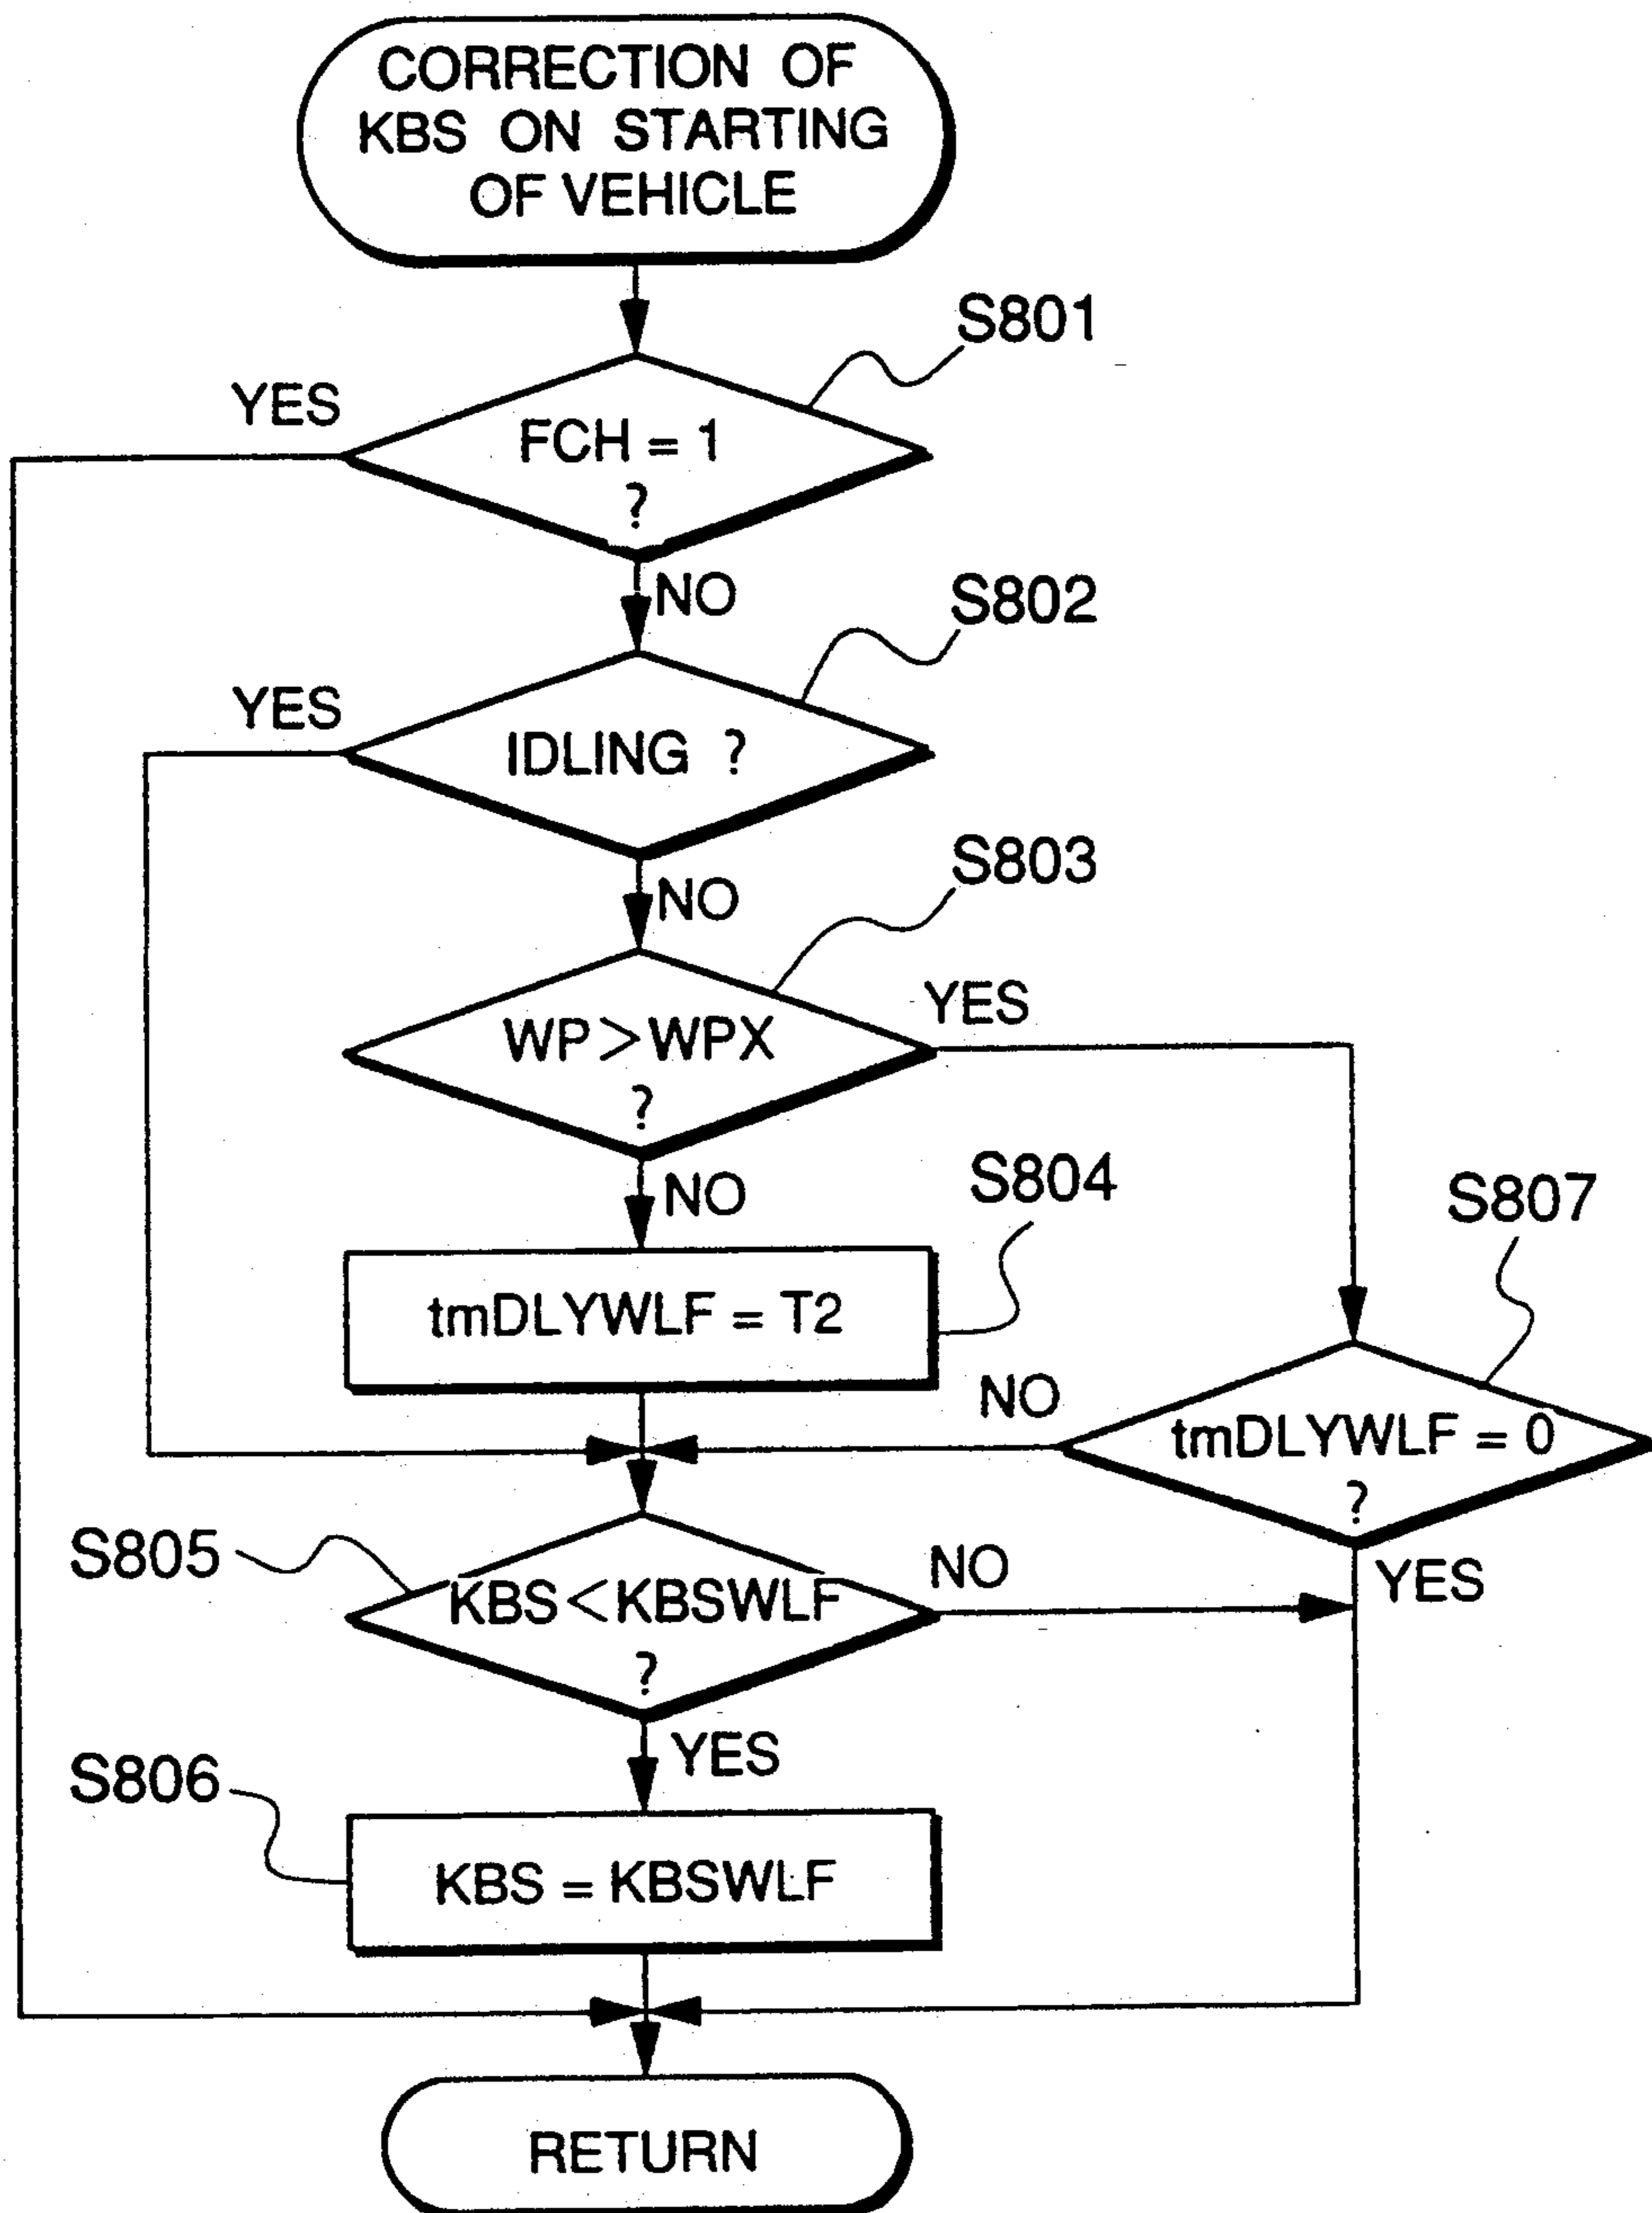 CORRECTION OF
KBS ON STARTING
OF VEHICLE
S801
YES
FCH = 1
?
NO
S802
YES
IDLING ?
NO
S803
YES
WP>WPX
?
NO
S804
S807
tmDLYWLF = T2
NO
tmDLYWLF = 0
?
YES
S805
KBS<KBSWLF
?
NO
YES
S806
KBS = KBSWLF
RETURN